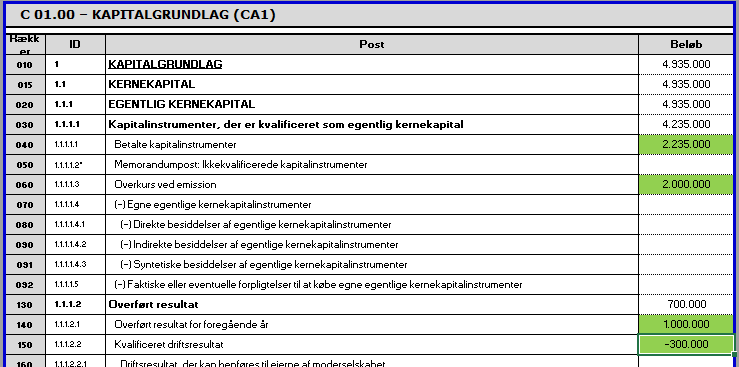 C 01.00 – KAPITALGRUNDLAG (CA1)
Rækker ID Post Beløb
010 1 KAPITALGRUNDLAG 4.935.000
015 1.1 KERNEKAPITAL 4.935.000
020 1.1.1 EGENTLIG KERNEKAPITAL 4.935.000
030 1.1.1.1 Kapitalinstrumenter, der er kvalificeret som egentlig kernekapital 4.235.000
040 1.1.1.1.1 Betalte kapitalinstrumenter 2.235.000
050 1.1.1.1.2* Memorandumpost: Ikkekvalificerede kapitalinstrumenter
060 1.1.1.1.3 Overkurs ved emission 2.000.000
070 1.1.1.1.4 (-) Egne egentlige kernekapitalinstrumenter
080 1.1.1.1.4.1 (-) Direkte besiddelser af egentlige kernekapitalinstrumenter
090 1.1.1.1.4.2 (-) Indirekte besiddelser af egentlige kernekapitalinstrumenter
091 1.1.1.1.4.3 (-) Syntetiske besiddelser af egentlige kernekapitalinstrumenter
092 1.1.1.1.5 (-) Faktiske eller eventuelle forpligtelser til at købe egne egentlige kernekapitalinstrumenter
130 1.1.1.2 Overført resultat 700.000
140 1.1.1.2.1 Overført resultat for foregående år 1.000.000
150 1.1.1.2.2 Kvalificeret driftsresultat -300.000
160 1.1.1.2.2.1 Driftsresultat, der kan henføres til ejerne af moderselskabet